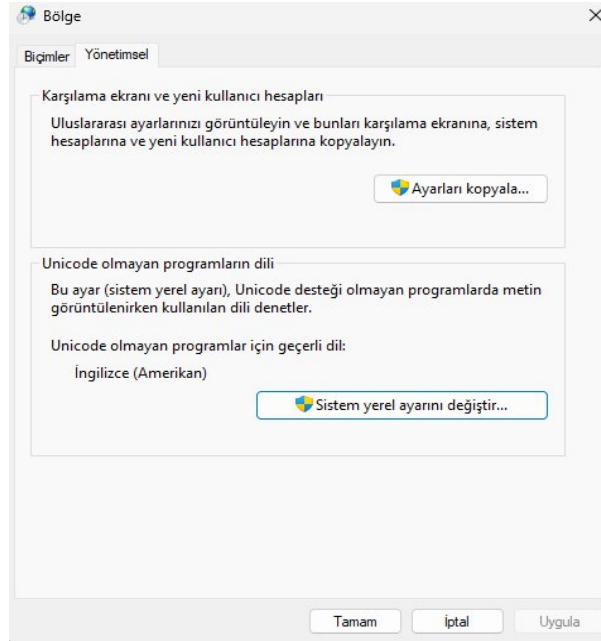 Bölge
Biçimler
Yönetimsel
Karşılama ekranı ve yeni kullanıcı hesapları
Uluslararası ayarlarınızı görüntüleyin ve bunları karşılama ekranına, sistem
hesaplarına ve yeni kullanıcı hesaplarına kopyalayın.
Ayarları kopyala...
Unicode olmayan programların dili
Bu ayar (sistem yerel ayarı), Unicode desteği olmayan programlarda metin
görüntülenirken kullanılan dili denetler.
Unicode olmayan programlar için geçerli dil:
İngilizce (Amerikan)
Sistem yerel ayarını değiştir...
Tamam
İptal
Uygula